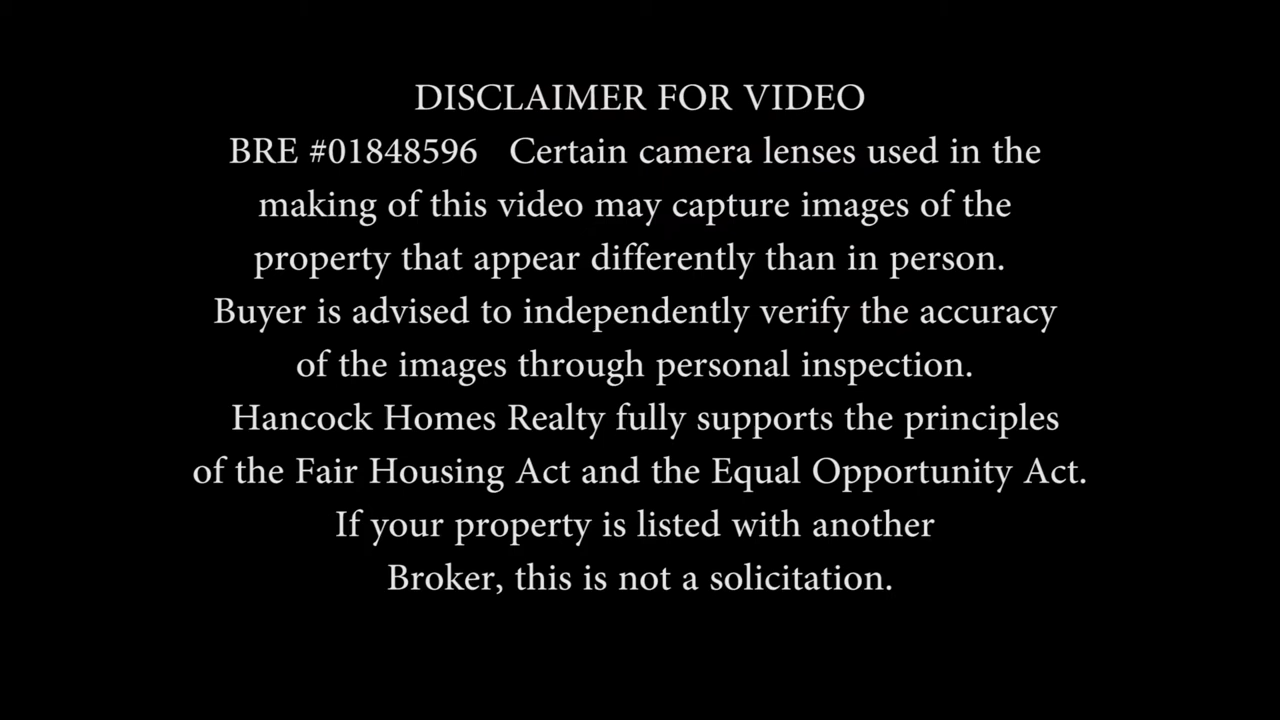 DISCLAIMER FOR VIDEO
BRE #01848596   Certain camera lenses used in the
making of this video may capture images of the
property that appear differently than in person.
Buyer is advised to independently verify the accuracy
of the images through personal inspection.
Hancock Homes Realty fully supports the principles
of the Fair Housing Act and the Equal Opportunity Act.
If your property is listed with another
Broker, this is not a solicitation.